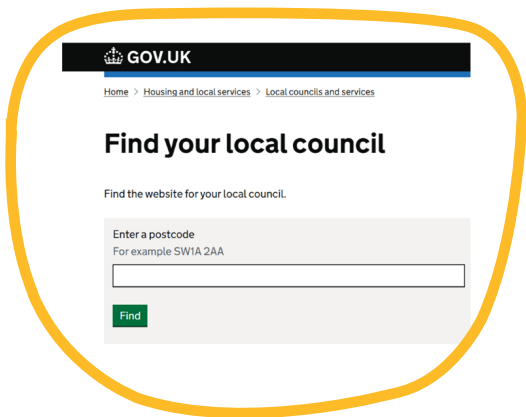 GOV.UK
Home > Housing and local services > Local councils and services
Find your local council
Find the website for your local council.
Enter a postcode
For example SW1A 2AA
Find